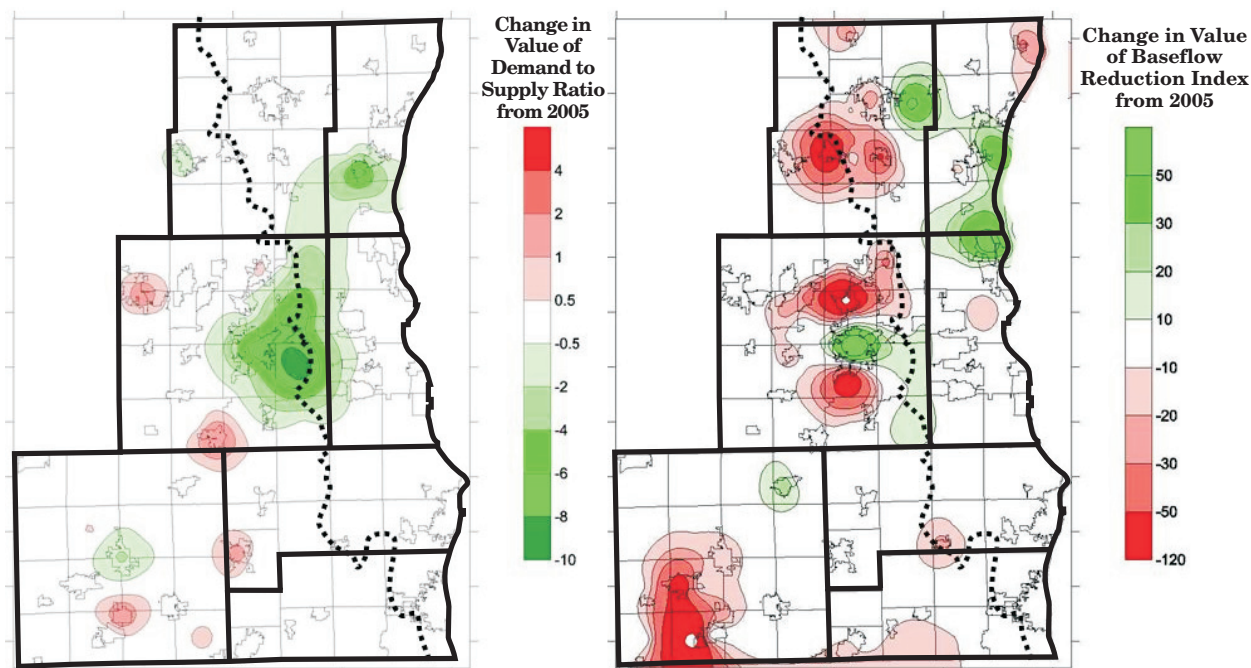 Change in
Value of
Demand to
Supply Ratio
from 2005
4
2
1
0.5
-0.5
-2
-4
-6
-8
-10
Change in Value
of Baseflow
Reduction Index
from 2005
50
30
20
10
-10
-20
-30
-50
-120